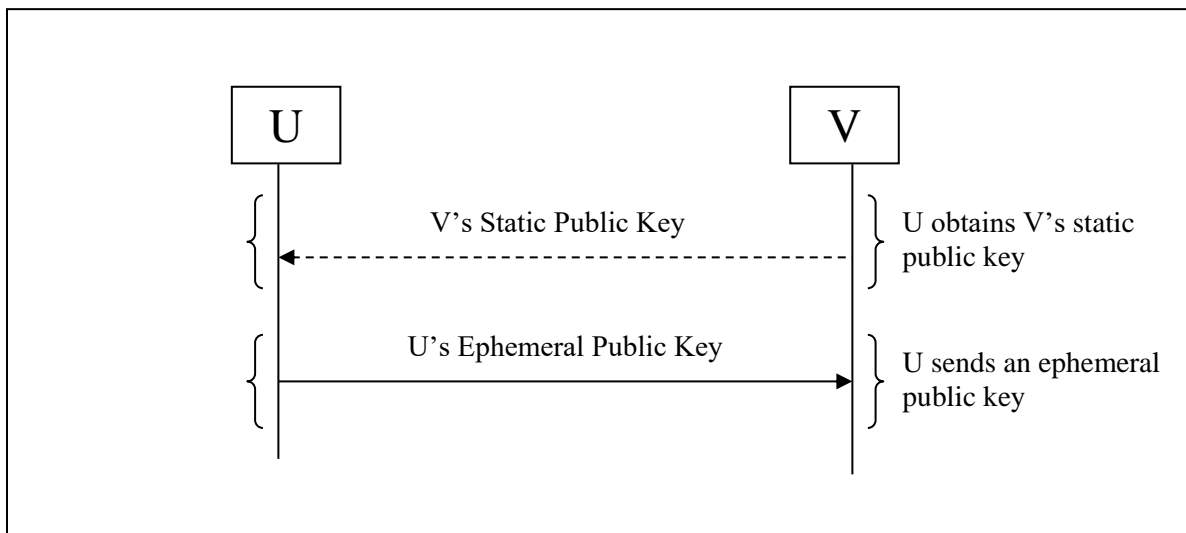 U
V
V’s Static Public Key
U obtains V’s static
public key
U’s Ephemeral Public Key
U sends an ephemeral
public key